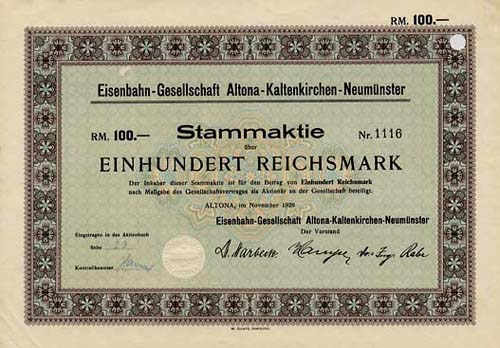 RM. 100.—
Eisenbahn-Gesellschaft Altona-Kaltenkirchen-Neumünster
RM. 100.— Stammaktie Nr. 1116
über
EINHUNDERT REICHSMARK
Der Inhaber dieser Stammaktie ist für den Betrag von Einhundert Reichsmark
nach Maßgabe des Gesellschaftsvertrages als Aktionär an der Gesellschaft beteiligt.
ALTONA, im November 1928
Eisenbahn-Gesellschaft Altona-Kaltenkirchen-Neumünster
Der Vorstand
Eingetragen in das Aktienbuch
Seite 23
Kontrollbeamter